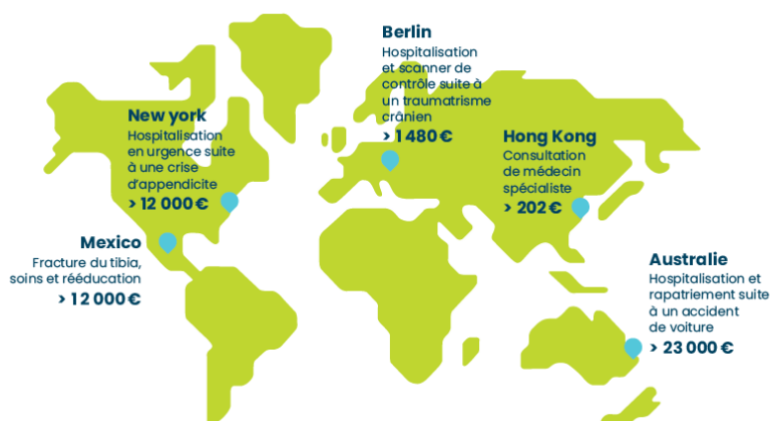 Berlin
Hospitalisation
et scanner de
contrôle suite à
un traumatrisme
crânien
> 1 480 €
New york
Hospitalisation
en urgence suite
à une crise
d'appendicite
> 12 000 €
Hong Kong
Consultation
de médecin
spécialiste
> 202 €
Mexico
Fracture du tibia,
soins et rééducation
> 12 000 €
Australie
Hospitalisation et
rapatriement suite
à un accident
de voiture
> 23 000 €